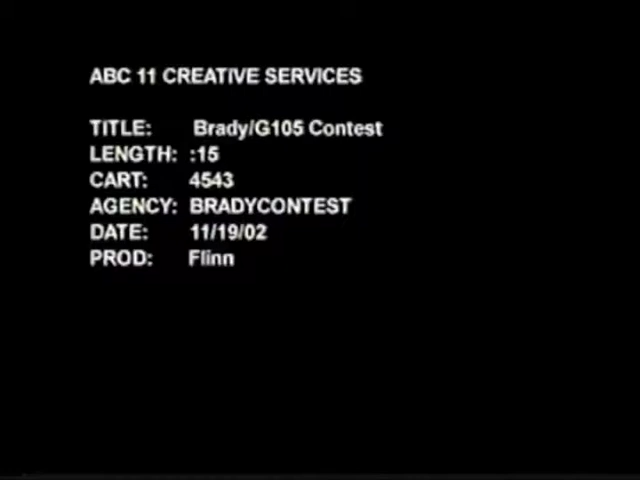 ABC 11 CREATIVE SERVICES
TITLE: Brady/G105 Contest
LENGTH: :15
CART: 4543
AGENCY: BRADYCONTEST
DATE: 11/19/02
PROD: Flinn